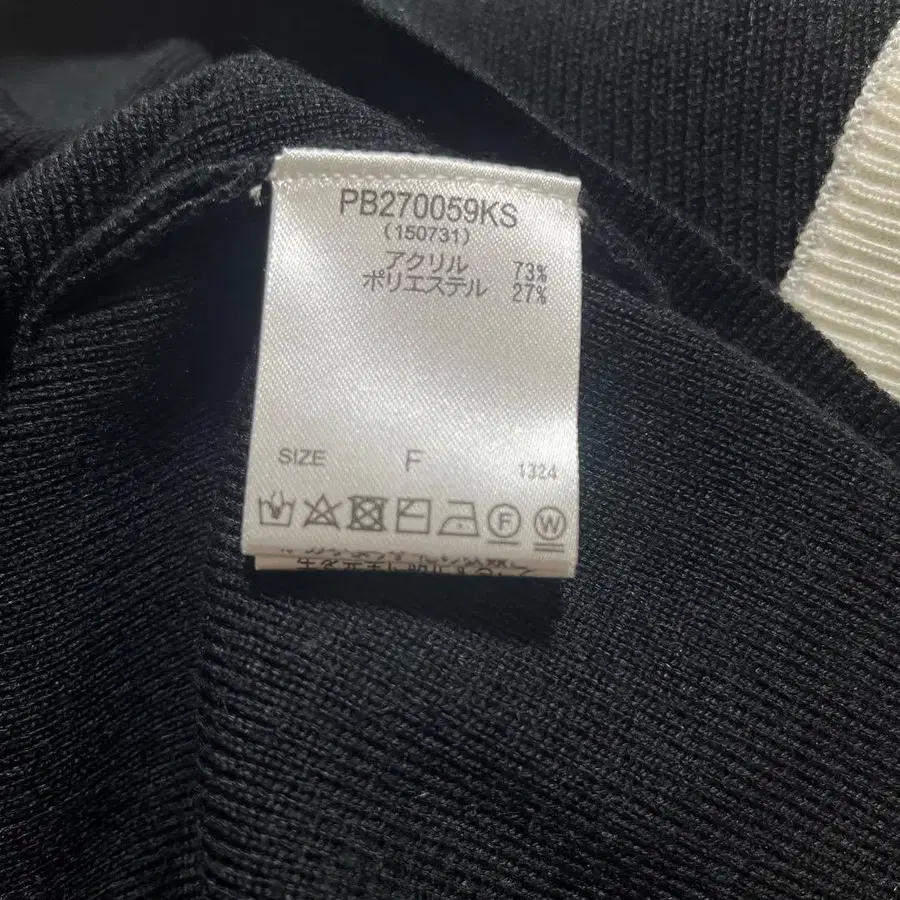 PB270059KS
(150731)
アクリル 73%
ポリエステル 27%
SIZE F 1324
F W